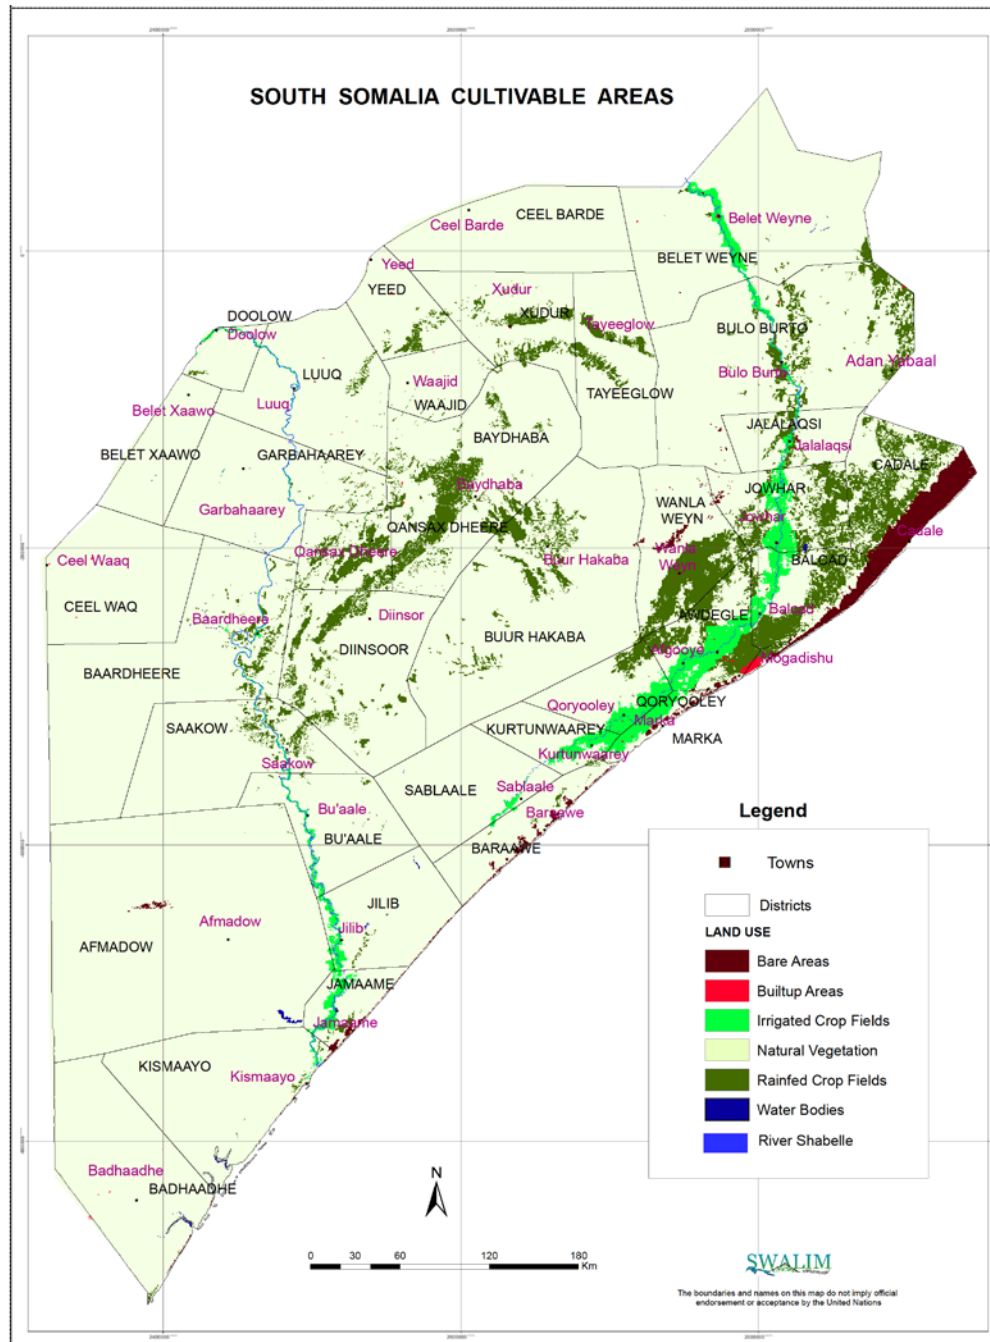 SOUTH SOMALIA CULTIVABLE AREAS
CEEL BARDE
Ceel Barde
Belet Weyne
BELET WEYNE
Yeed
YEED
Xudur
XUDUR
Tayeeglow
TAYEEGLOW
DOOLOW
Doolow
BULO BURTO
Bulo Burto
Adan Yabaal
LUUQ
Luuq
Waajid
WAAJID
Belet Xaawo
BELET XAAWO
GARBAHAAREY
Garbahaarey
BAYDHABA
Baydhaba
JALALAQSI
Jalalaqsi
CADALE
Cadale
JOWHAR
Jowhar
WANLA
WEYN
Wanla
Weyn
QANSAX DHEERE
Qansax Dheere
Buur Hakaba
BUUR HAKABA
BALCAD
Balcad
Ceel Waaq
CEEL WAQ
Baardheere
BAARDHEERE
Diinsor
DIINSOOR
AWDEGLE
Afgooye
Mogadishu
SAAKOW
Saakow
Qoryooley
QORYOOLEY
KURTUNWAAREY
Kurtunwaarey
Marka
MARKA
SABLAALE
Sablaale
Baraawe
BARAAWE
Bu'aale
BU'AALE
JILIB
Jilib
Afmadow
AFMADOW
JAMAAME
Jamaame
KISMAAYO
Kismaayo
Badhaadhe
BADHAADHE
N
0 30 60 120 180
Km
Legend
Towns
Districts
LAND USE
Bare Areas
Builtup Areas
Irrigated Crop Fields
Natural Vegetation
Rainfed Crop Fields
Water Bodies
River Shabelle
SWALIM
The boundaries and names on this map do not imply official
endorsement or acceptance by the United Nations